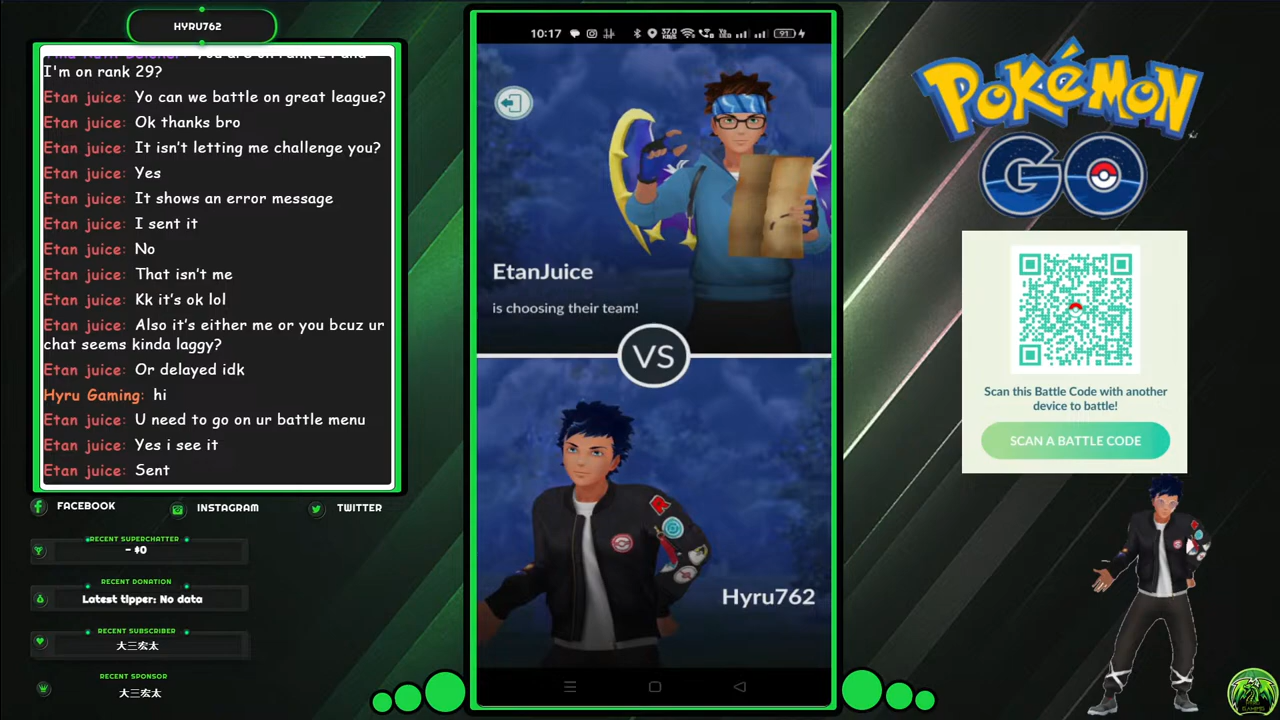 HYRU762
I'm on rank 29?
Etan juice: Yo can we battle on great league?
Etan juice: Ok thanks bro
Etan juice: It isn't letting me challenge you?
Etan juice: Yes
Etan juice: It shows an error message
Etan juice: I sent it
Etan juice: No
Etan juice: That isn't me
Etan juice: Kk it's ok lol
Etan juice: Also it's either me or you bcuz ur
chat seems kinda laggy?
Etan juice: Or delayed idk
Hyru Gaming: hi
Etan juice: U need to go on ur battle menu
Etan juice: Yes i see it
Etan juice: Sent
FACEBOOK
INSTAGRAM
TWITTER
RECENT SUPERCHATTER
- $0
RECENT DONATION
Latest tipper: No data
RECENT SUBSCRIBER
大三宏太
RECENT SPONSOR
大三宏太
10:17
37.0
KB/S
91
EtanJuice
is choosing their team!
VS
Hyru762
POKÉMON
GO
Scan this Battle Code with another
device to battle!
SCAN A BATTLE CODE